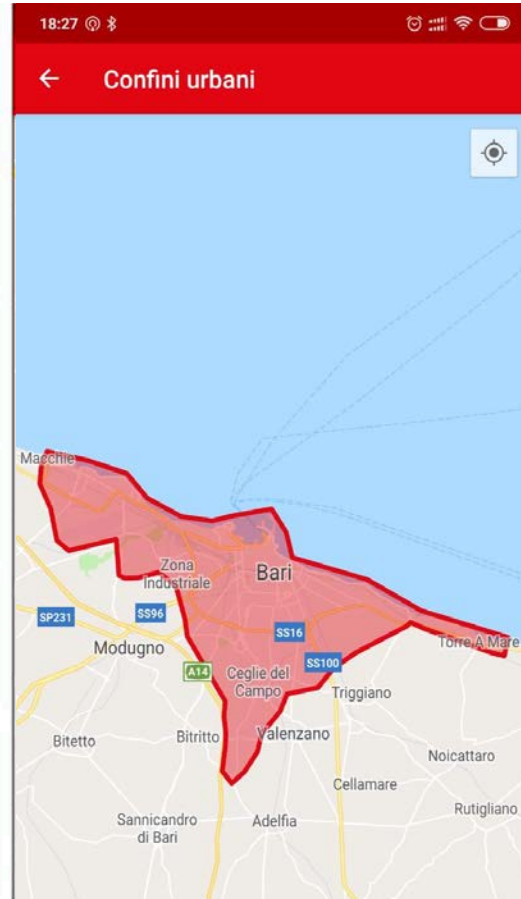 18:27
Confini urbani
Macchie
Zona
Industriale
Bari
SP231
SS96
SS16
Modugno
Torre A Mare
A14
SS100
Ceglie del
Campo
Triggiano
Bitetto
Bitritto
Valenzano
Noicattaro
Cellamare
Sannicandro
di Bari
Adelfia
Rutigliano